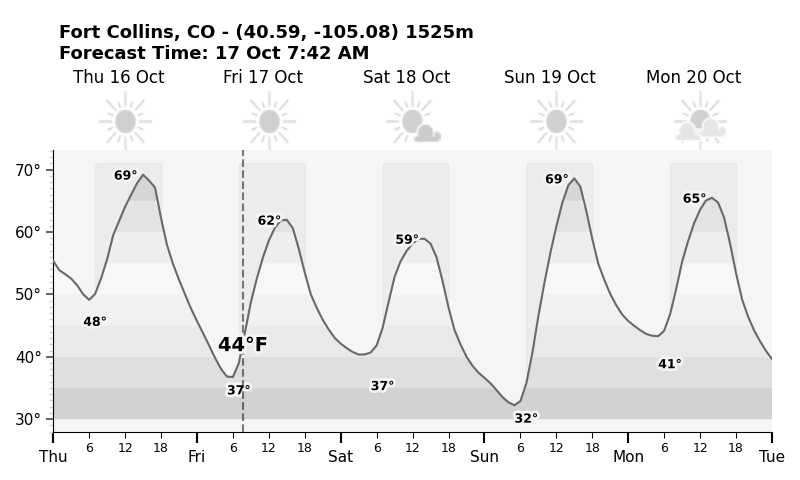 Fort Collins, CO - (40.59, -105.08) 1525m
Forecast Time: 17 Oct 7:42 AM
Thu 16 Oct Fri 17 Oct Sat 18 Oct Sun 19 Oct Mon 20 Oct
70°
60°
50°
40°
30°
69° 62° 59° 69° 65°
48° 37° 37° 32° 41°
44°F
6 12 18 6 12 18 6 12 18 6 12 18 6 12 18
Thu Fri Sat Sun Mon Tue